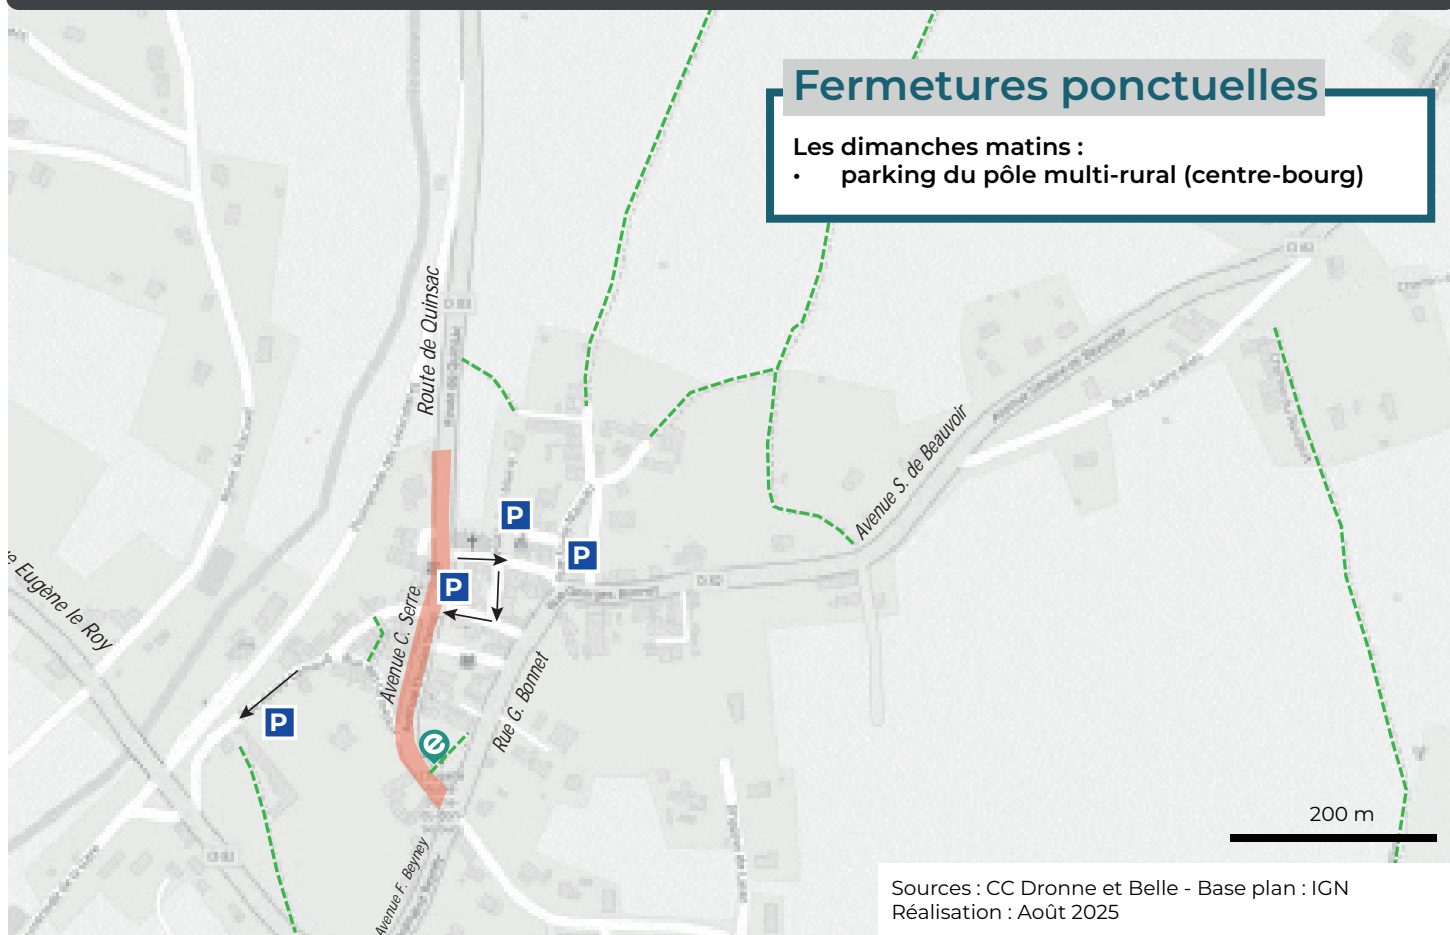 Fermetures ponctuelles
Les dimanches matins :
• parking du pôle multi-rural (centre-bourg)
Route de Quinsac
Avenue S. de Beauvoir
P
P
P
Avenue C. Serre
e Eugène le Roy
Rue G. Bonnet
P
e
Avenue F. Beyney
200 m
Sources : CC Dronne et Belle - Base plan : IGN
Réalisation : Août 2025